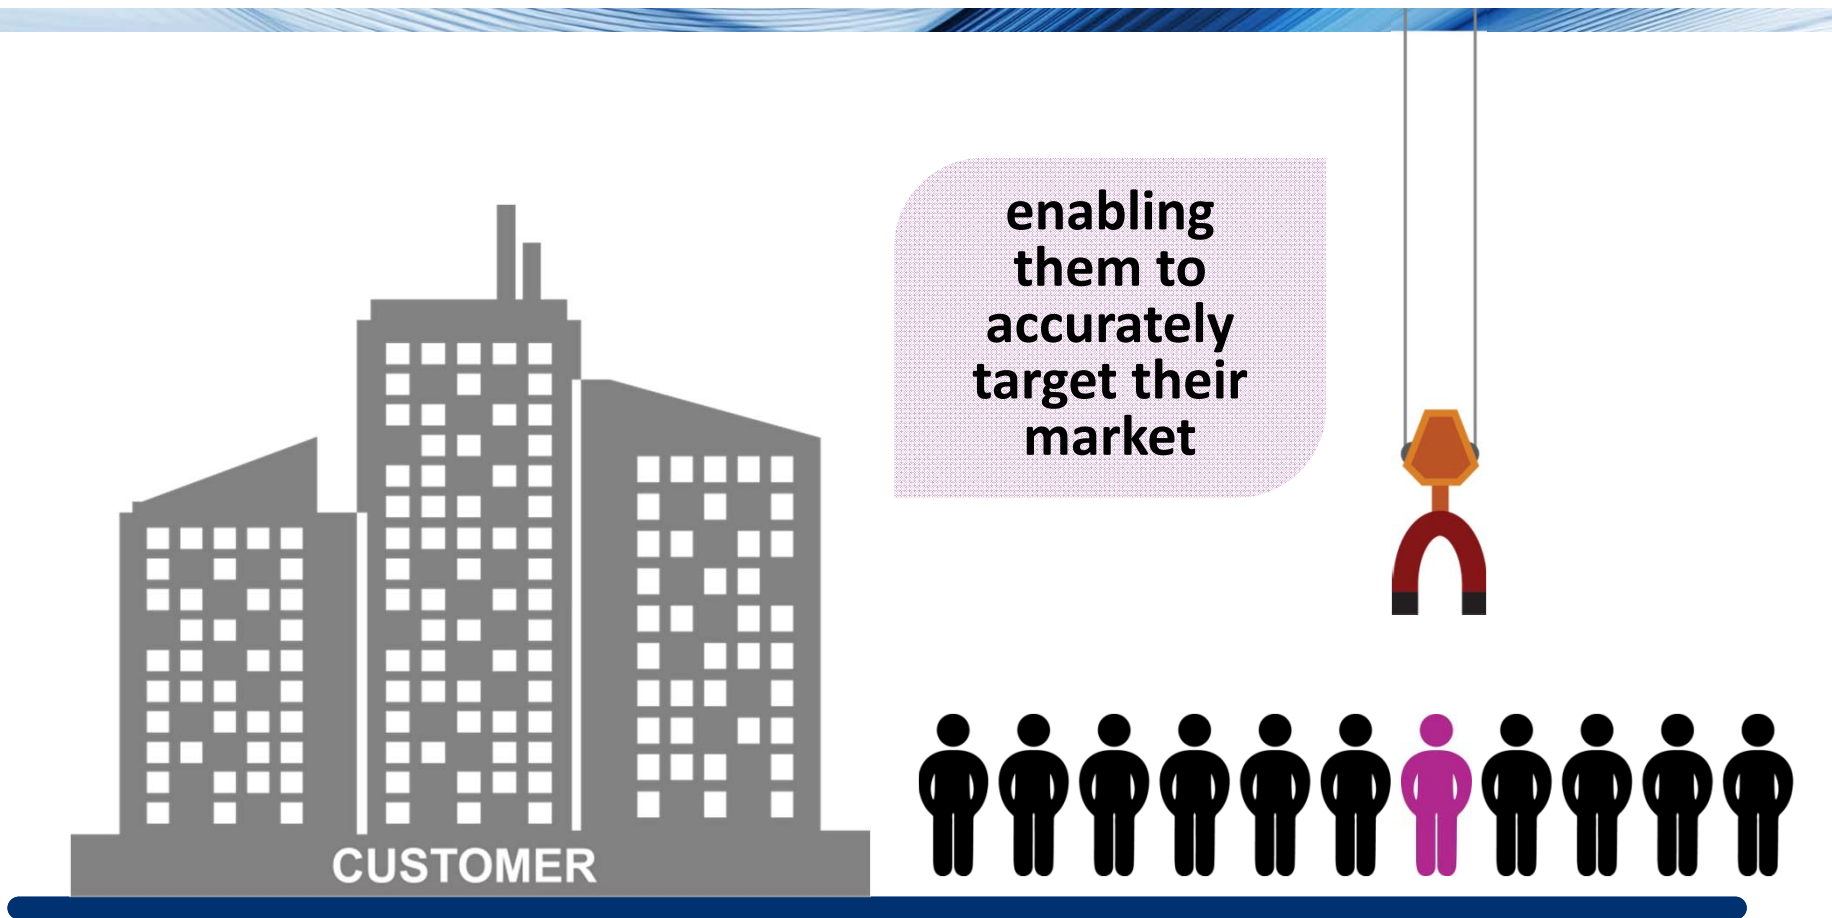 enabling
them to
accurately
target their
market
CUSTOMER